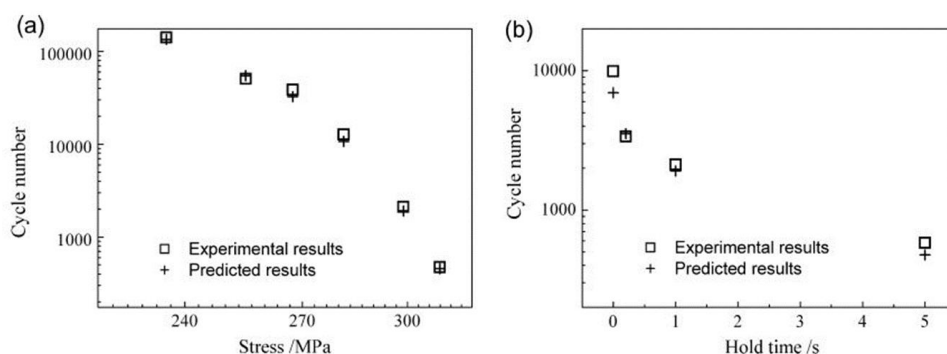 (a)
100000
10000
1000
Cycle number
Experimental results
Predicted results
240
270
300
Stress /MPa
(b)
10000
1000
Cycle number
Experimental results
Predicted results
0
1
2
3
4
5
Hold time /s